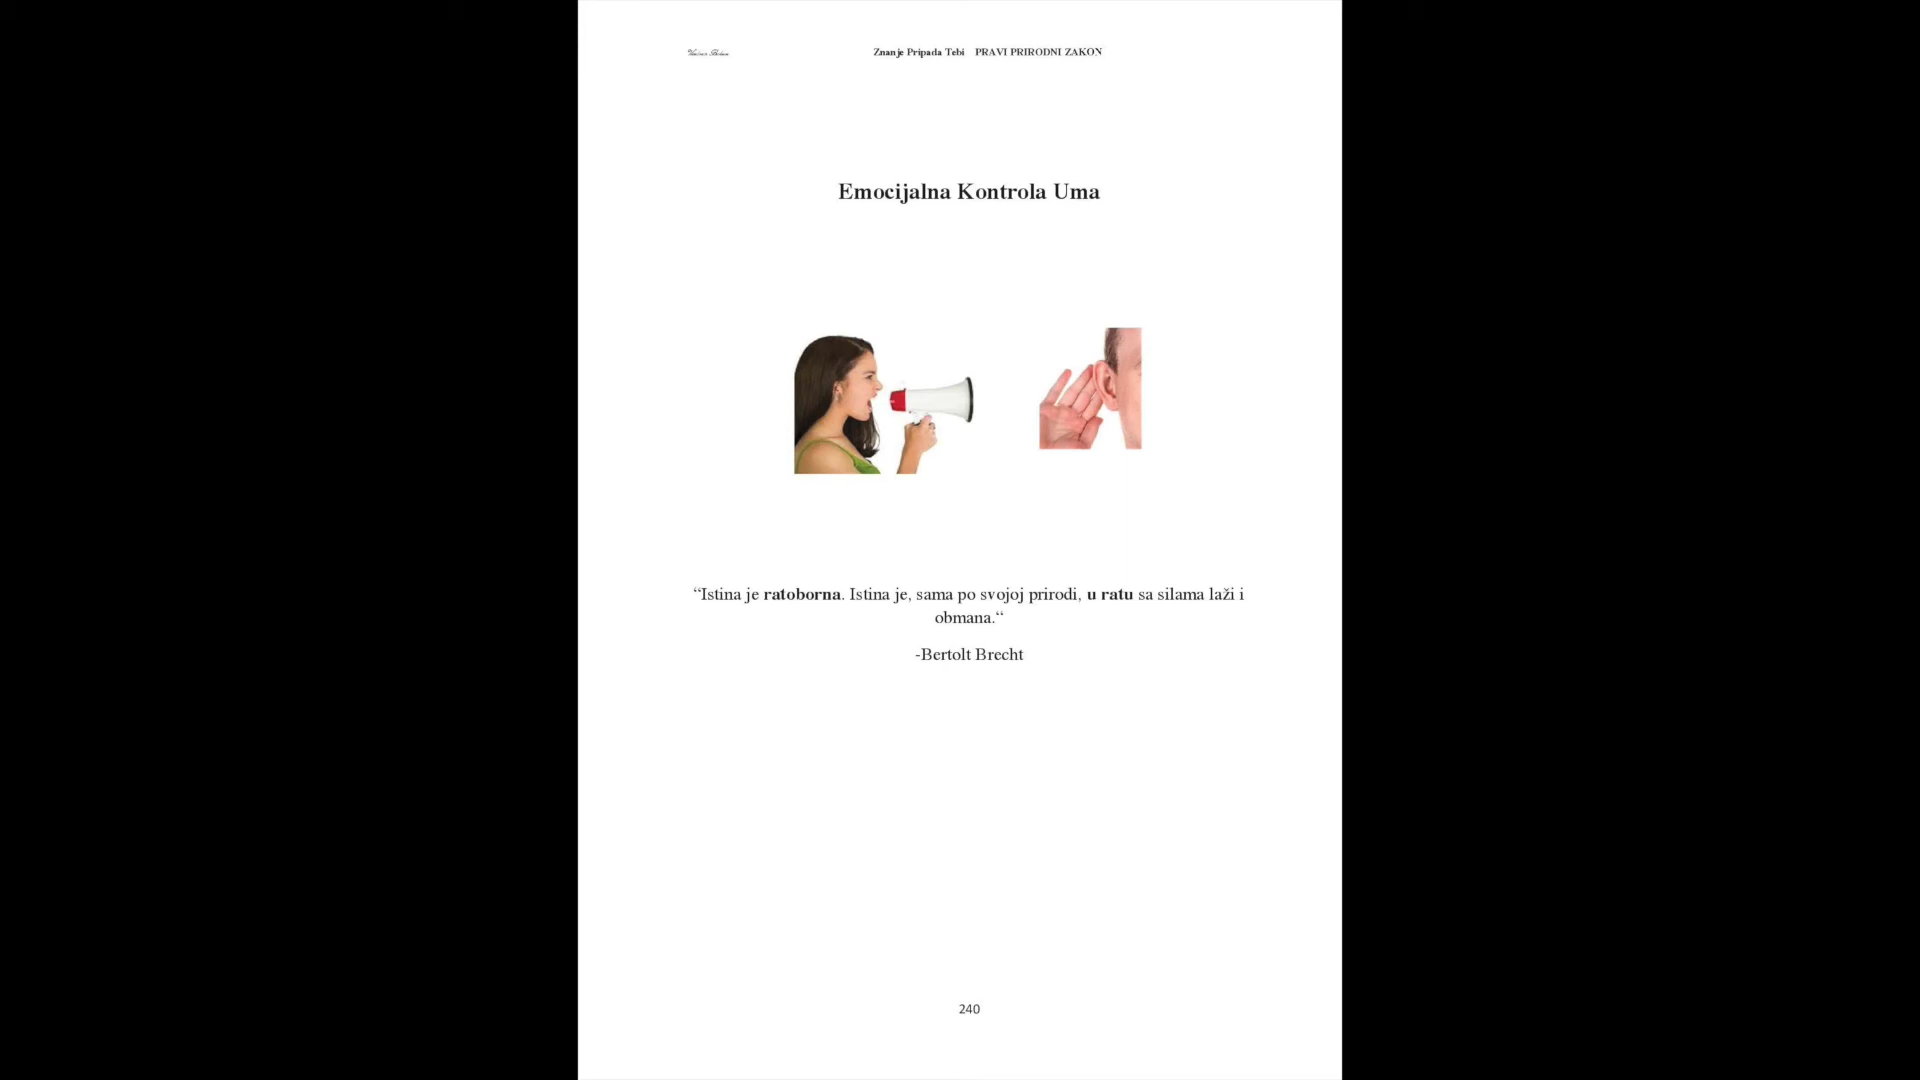 Znanje Pripada Tebi PRAVI PRIRODNI ZAKON
Emocijalna Kontrola Uma
“Istina je ratoborna. Istina je, sama po svojoj prirodi, u ratu sa silama laži i
obmana.“
-Bertolt Brecht
240